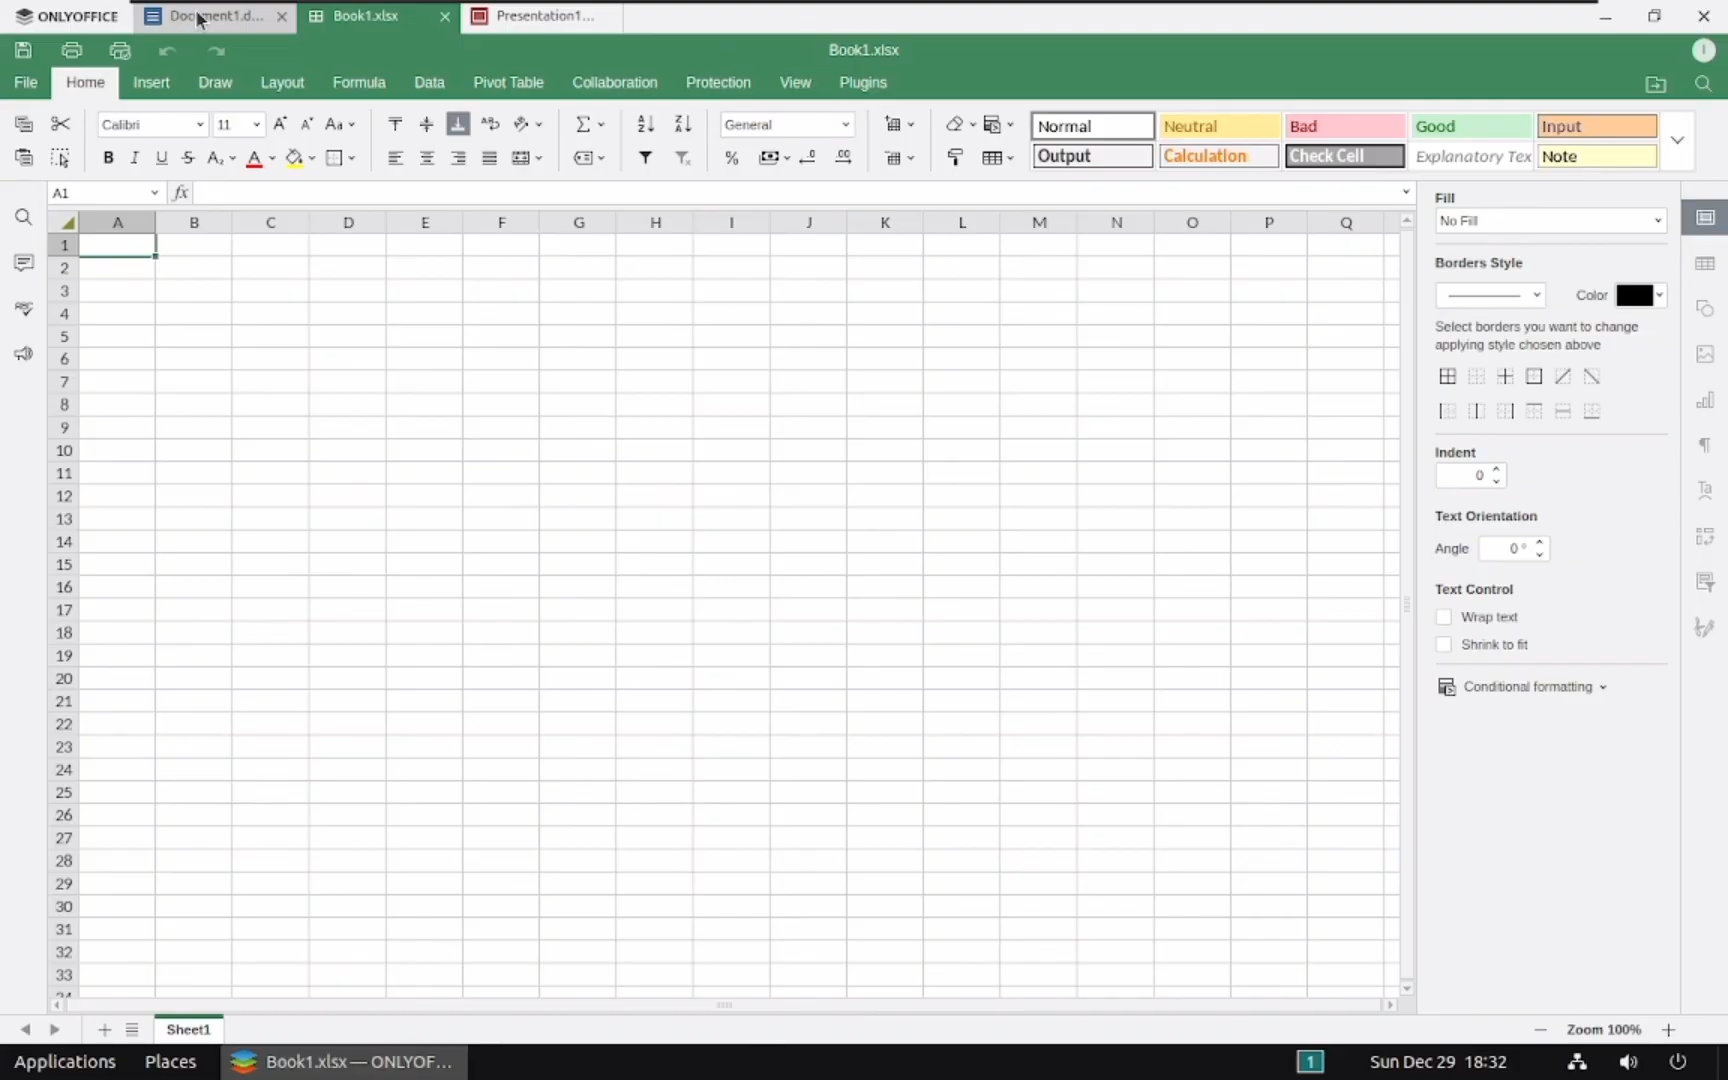 ONLYOFFICE Document1.d... Book1.xlsx Presentation1...
Book1.xlsx I
File Home Insert Draw Layout Formula Data Pivot Table Collaboration Protection View Plugins
Calibri 11 Aa General Normal Neutral Bad Good Input
B I U S A A % Output Calculation Check Cell Explanatory Tex Note
A1 fx
Fill
No Fill
A B C D E F G H I J K L M N O P Q
1
2
3
4
5
6
7
8
9
10
11
12
13
14
15
16
17
18
19
20
21
22
23
24
25
26
27
28
29
30
31
32
33
34
Borders Style
Color
Select borders you want to change
applying style chosen above
Indent
0
Text Orientation
Angle 0 °
Text Control
Wrap text
Shrink to fit
Conditional formatting
Sheet1 Zoom 100%
Applications Places Book1.xlsx — ONLYOF... 1 Sun Dec 29 18:32